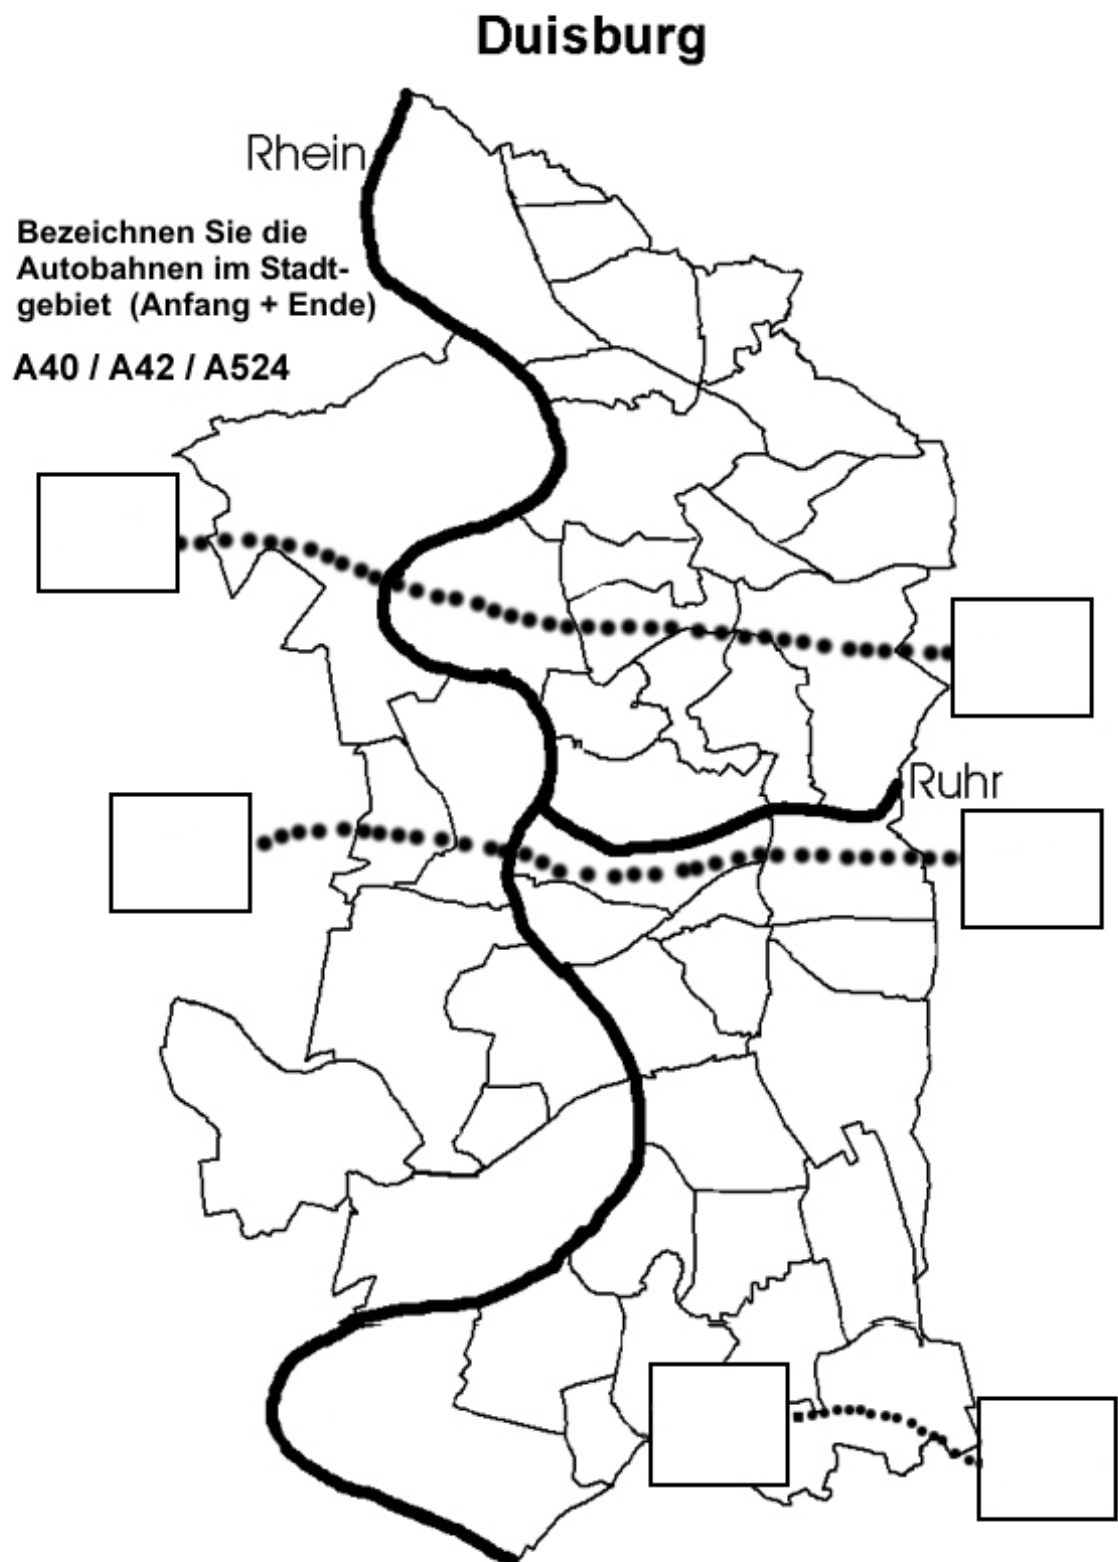 Duisburg
Rhein
Bezeichnen Sie die
Autobahnen im Stadt-
gebiet (Anfang + Ende)
A40 / A42 / A524
Ruhr